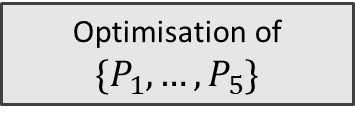 Optimisation of
{P₁, ..., P₅}